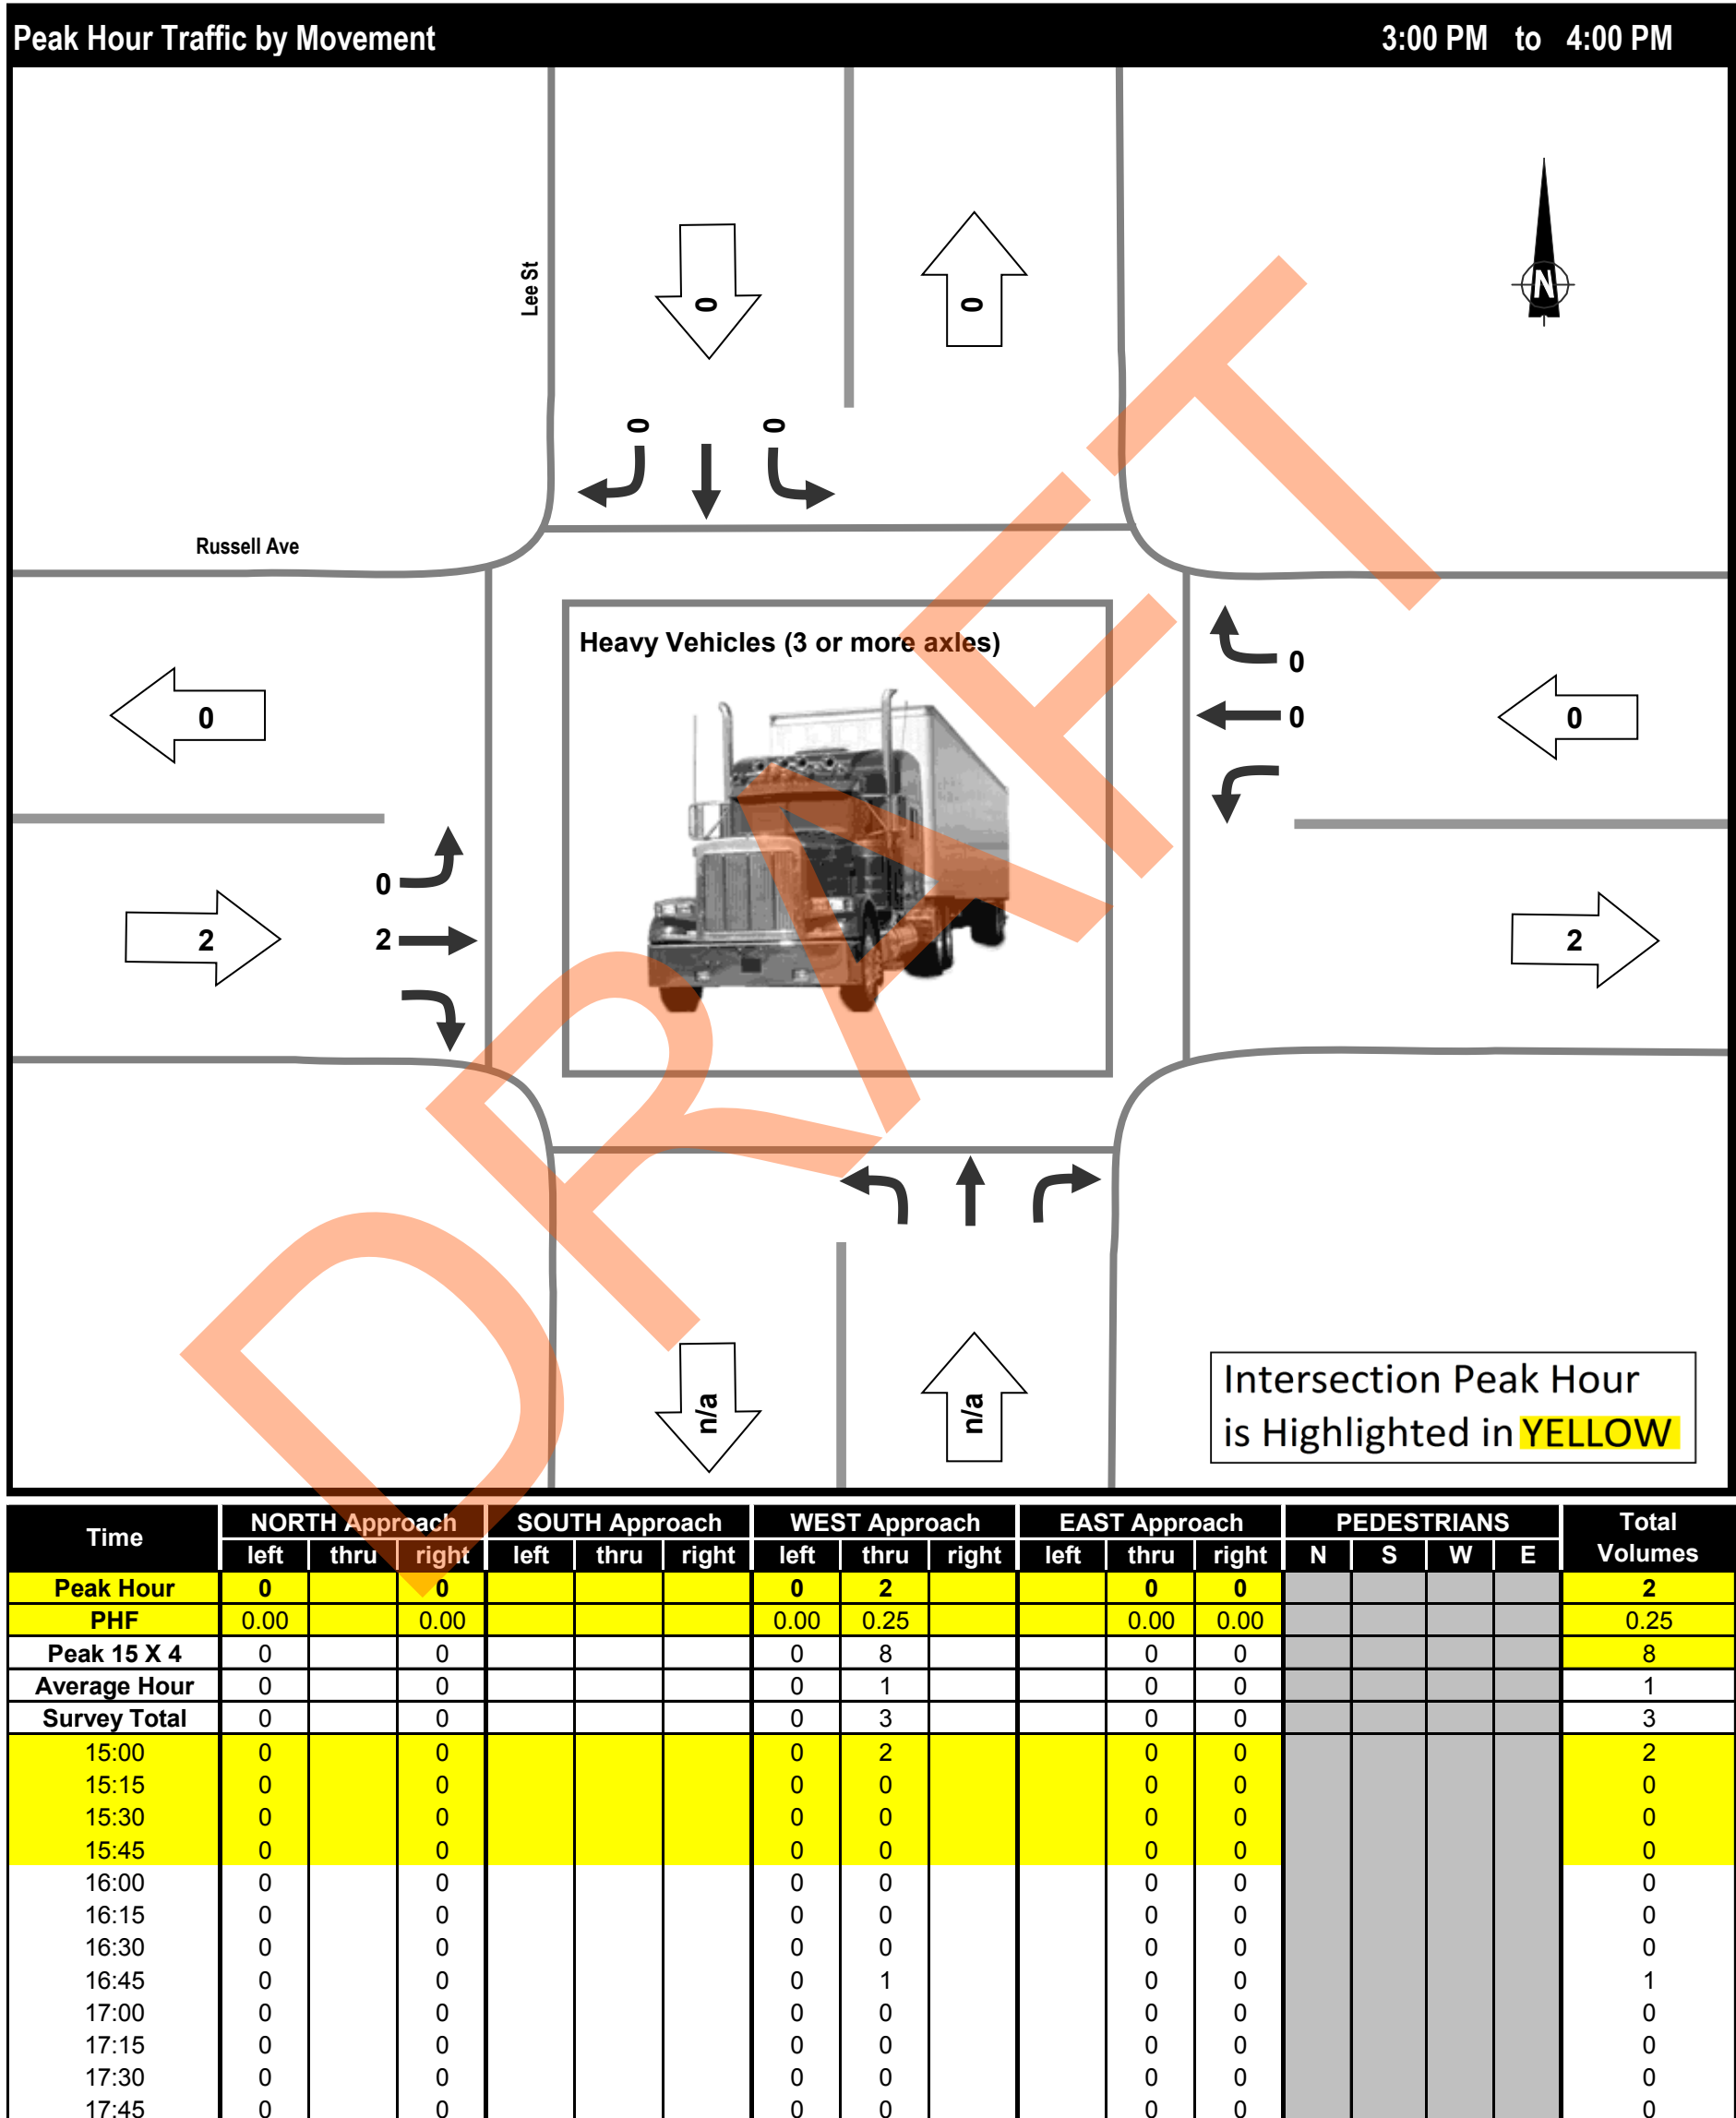 Peak Hour Traffic by Movement 3:00 PM to 4:00 PM
Lee St
0 0
N
0 0
Russell Ave
Heavy Vehicles (3 or more axles)
0
0 0 0
0
2 2 2
DRAFT
n/a n/a
Intersection Peak Hour
is Highlighted in YELLOW
Time NORTH Approach SOUTH Approach WEST Approach EAST Approach PEDESTRIANS Total Volumes
left thru right left thru right left thru right left thru right N S W E
Peak Hour 0 0 0 2 0 0 2
PHF 0.00 0.00 0.00 0.25 0.00 0.00 0.25
Peak 15 X 4 0 0 0 8 0 0 8
Average Hour 0 0 0 1 0 0 1
Survey Total 0 0 0 3 0 0 3
15:00 0 0 0 2 0 0 2
15:15 0 0 0 0 0 0 0
15:30 0 0 0 0 0 0 0
15:45 0 0 0 0 0 0 0
16:00 0 0 0 0 0 0 0
16:15 0 0 0 0 0 0 0
16:30 0 0 0 0 0 0 0
16:45 0 0 0 1 0 0 1
17:00 0 0 0 0 0 0 0
17:15 0 0 0 0 0 0 0
17:30 0 0 0 0 0 0 0
17:45 0 0 0 0 0 0 0